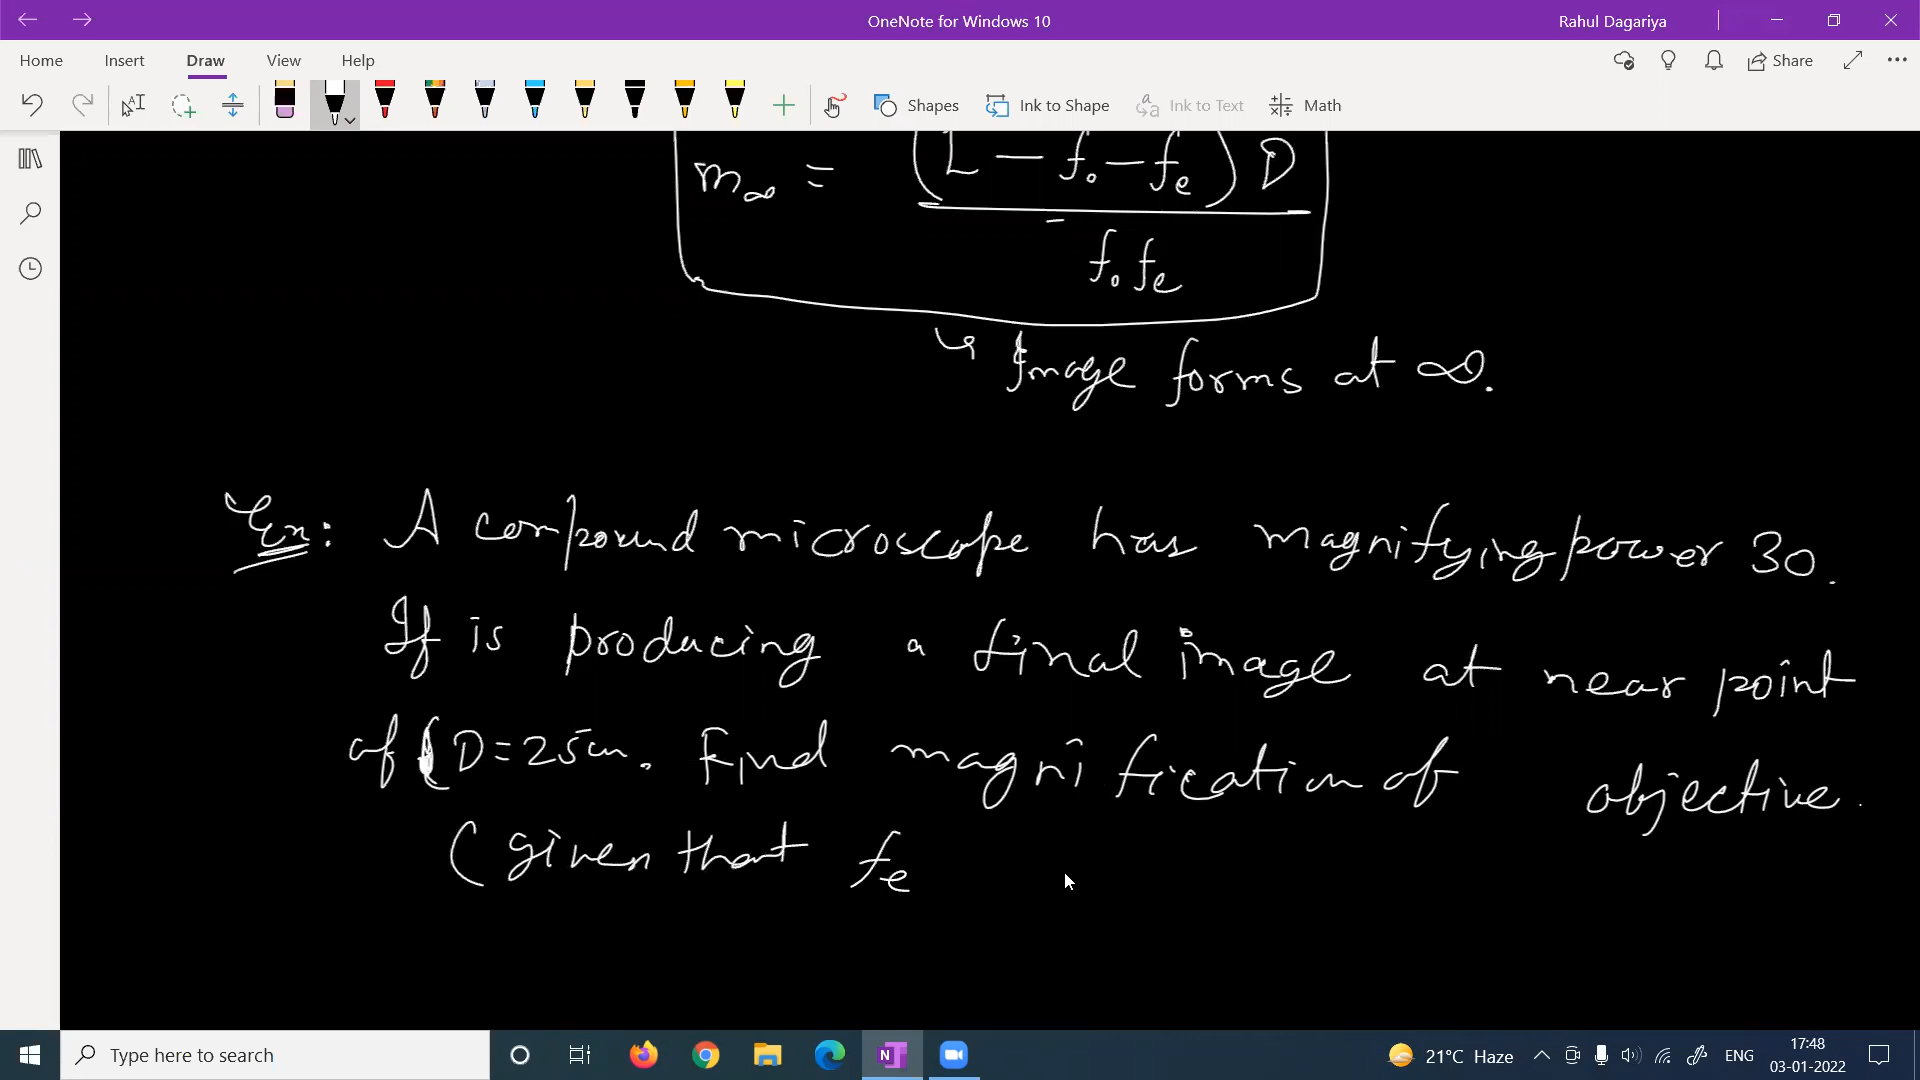 OneNote for Windows 10
Rahul Dagariya
Home Insert Draw View Help
Share
Shapes Ink to Shape Ink to Text Math
m∞ = (L - f₀ - fₑ) D
f₀ fₑ
Image forms at ∞.
Ex: A compound microscope has magnifying power 30.
If is producing a final image at near point
of (D = 25cm. Find magnification of objective.
(given that fₑ
Type here to search
N
21°C Haze
ENG
17:48
03-01-2022